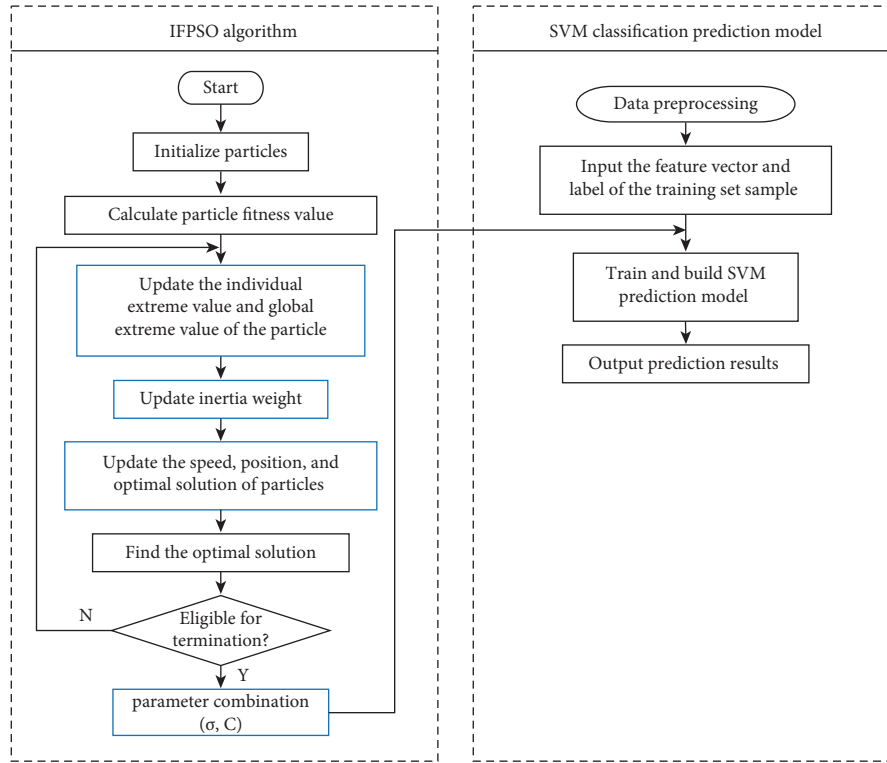 IFPSO algorithm
Start
Initialize particles
Calculate particle fitness value
Update the individual
extreme value and global
extreme value of the particle
Update inertia weight
Update the speed, position, and
optimal solution of particles
Find the optimal solution
N
Eligible for
termination?
Y
parameter combination
(σ, C)
SVM classification prediction model
Data preprocessing
Input the feature vector and
label of the training set sample
Train and build SVM
prediction model
Output prediction results